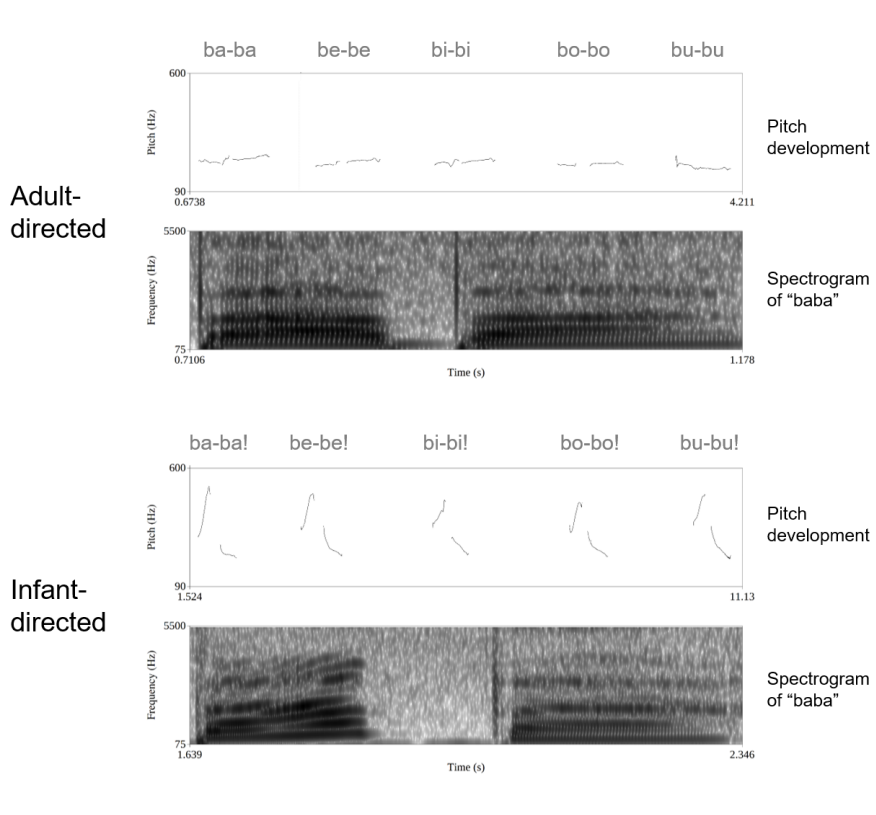 ba-ba be-be bi-bi bo-bo bu-bu
600
Pitch (Hz)
Pitch
development
90
0.6738 4.211
Adult-
directed
5500
Frequency (Hz)
Spectrogram
of “baba”
75
0.7106 1.178
Time (s)
ba-ba! be-be! bi-bi! bo-bo! bu-bu!
600
Pitch (Hz)
Pitch
development
90
1.524 11.13
Infant-
directed
5500
Frequency (Hz)
Spectrogram
of “baba”
75
1.639 2.346
Time (s)